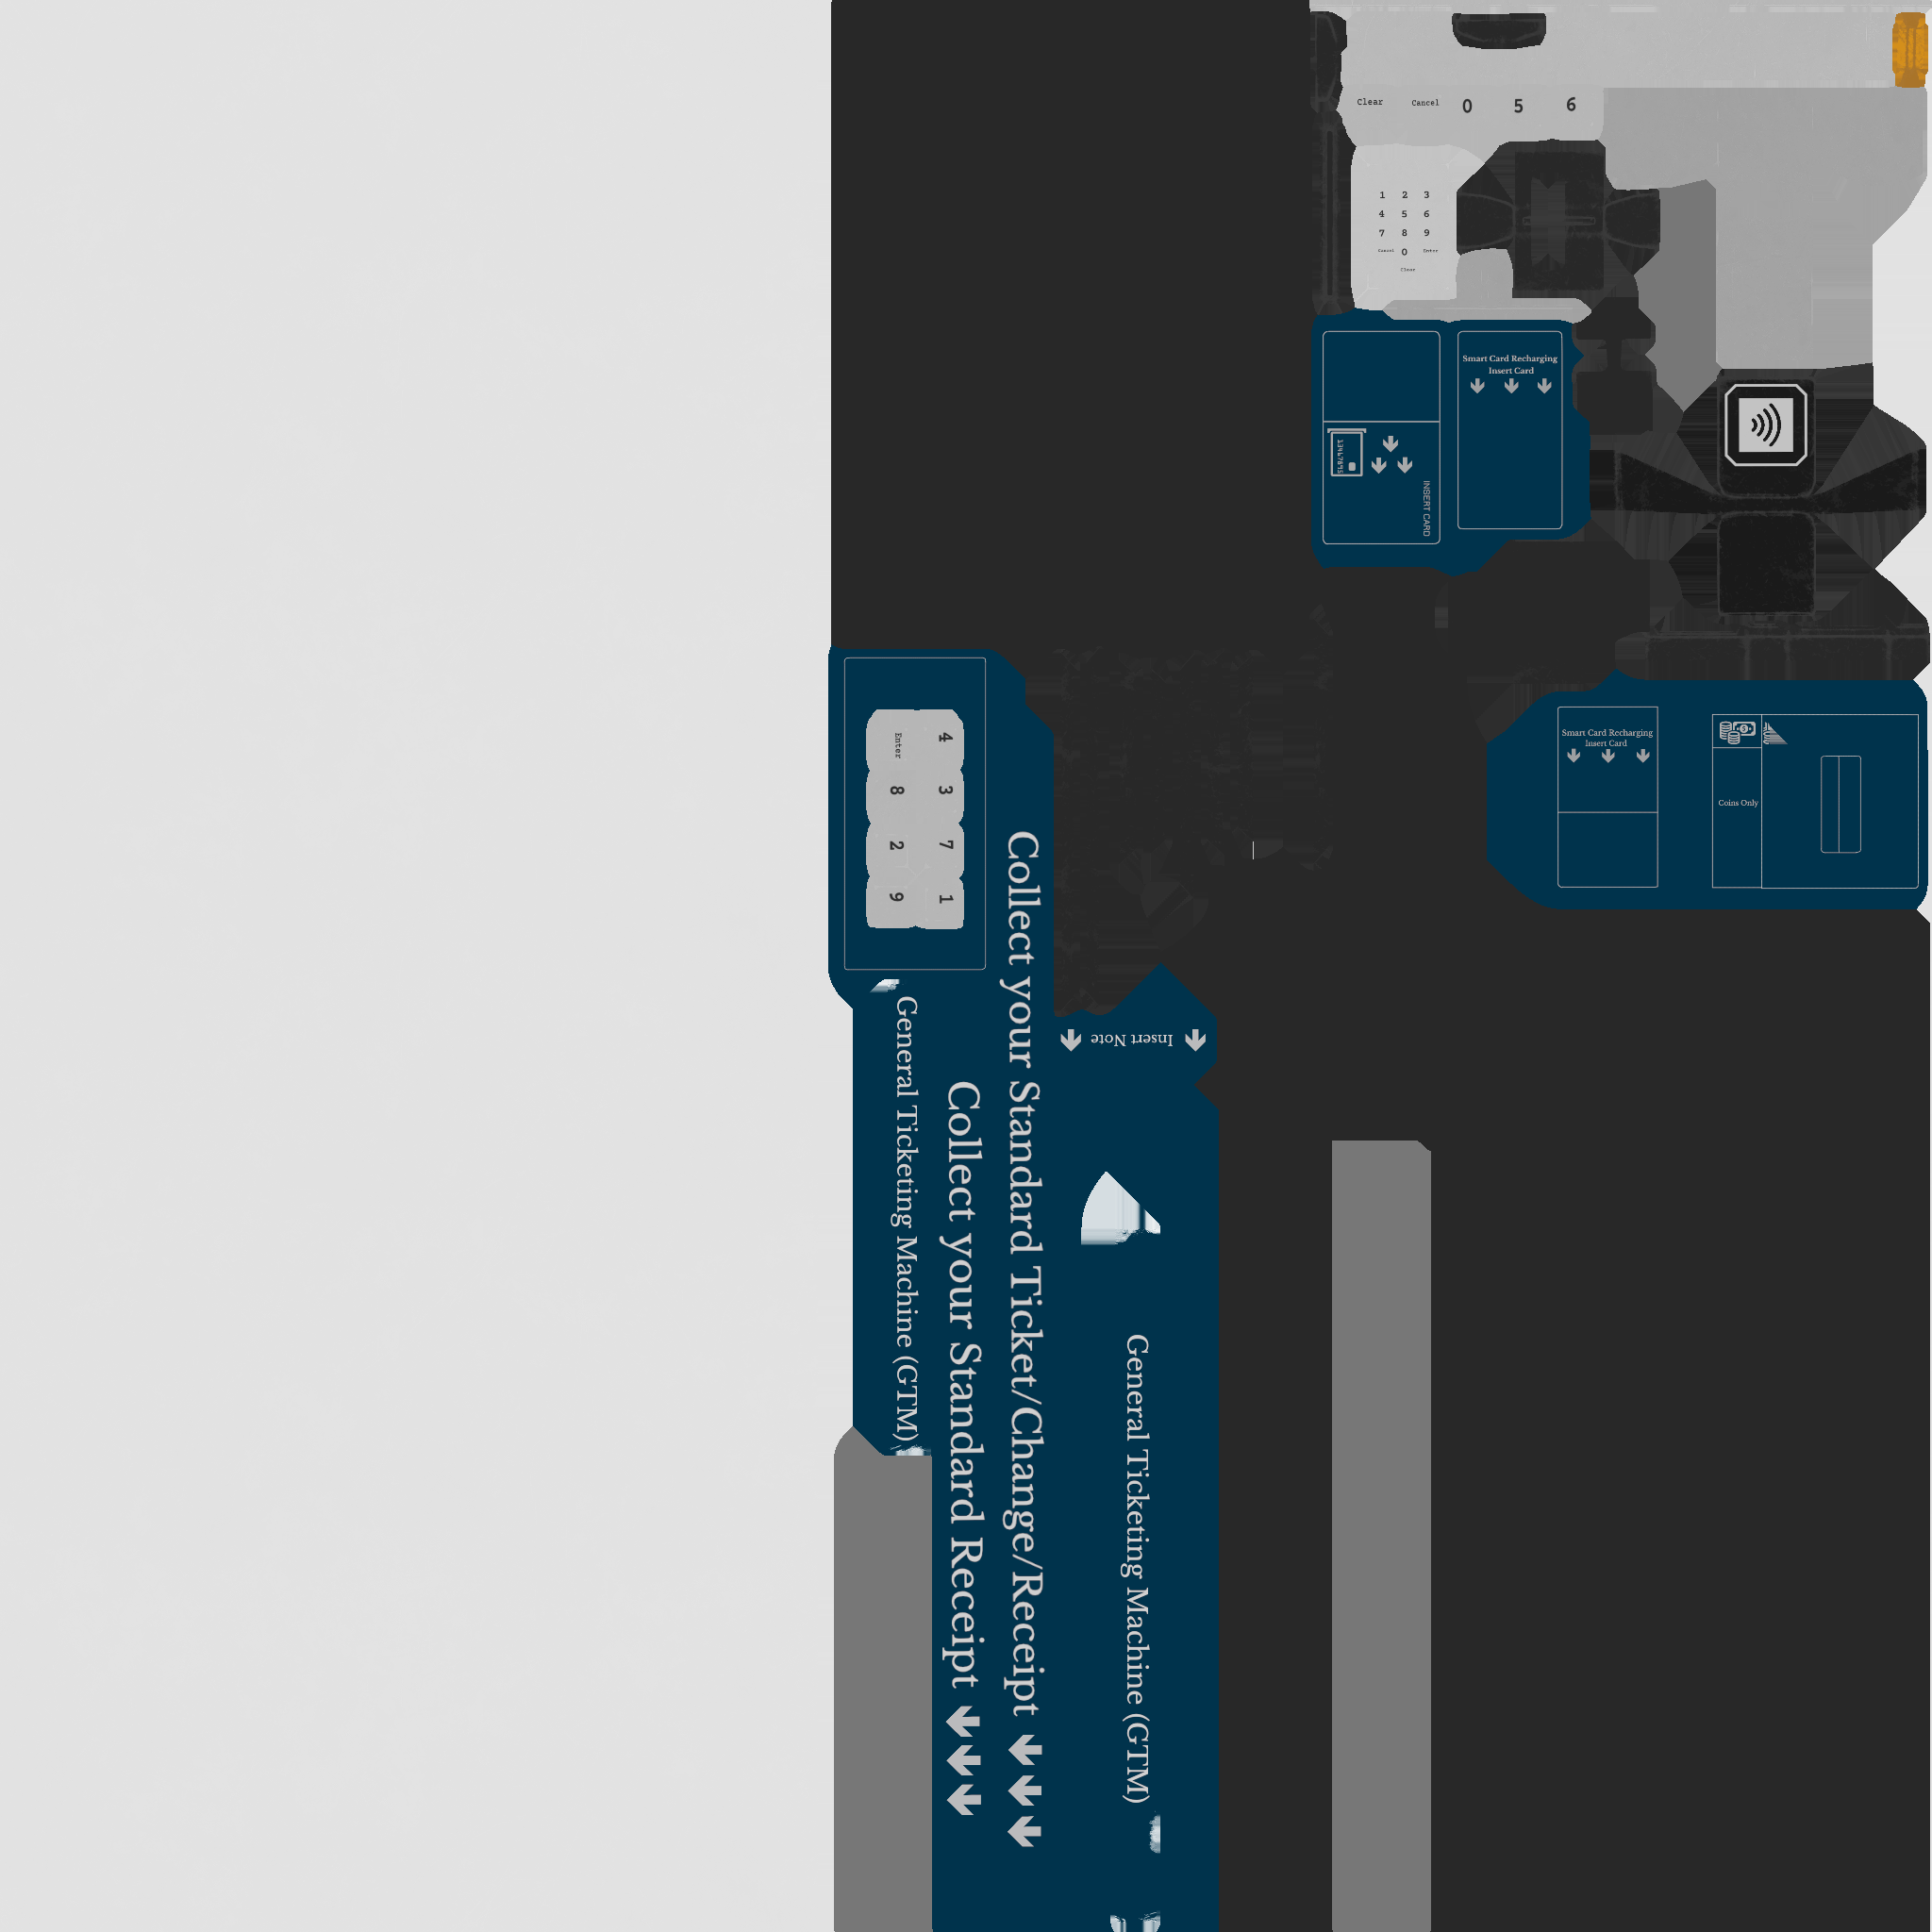 Clear Cancel 0 5 6
1 2 3
4 5 6
7 8 9
Cancel 0 Enter
Clear
Smart Card Recharging
Insert Card
INSERT CARD
Smart Card Recharging
Insert Card
Coins Only
4 3 7 1
Enter 8 2 9
Collect your Standard Ticket/Change/Receipt
Collect your Standard Receipt
General Ticketing Machine (GTM)
Insert Note
General Ticketing Machine (GTM)